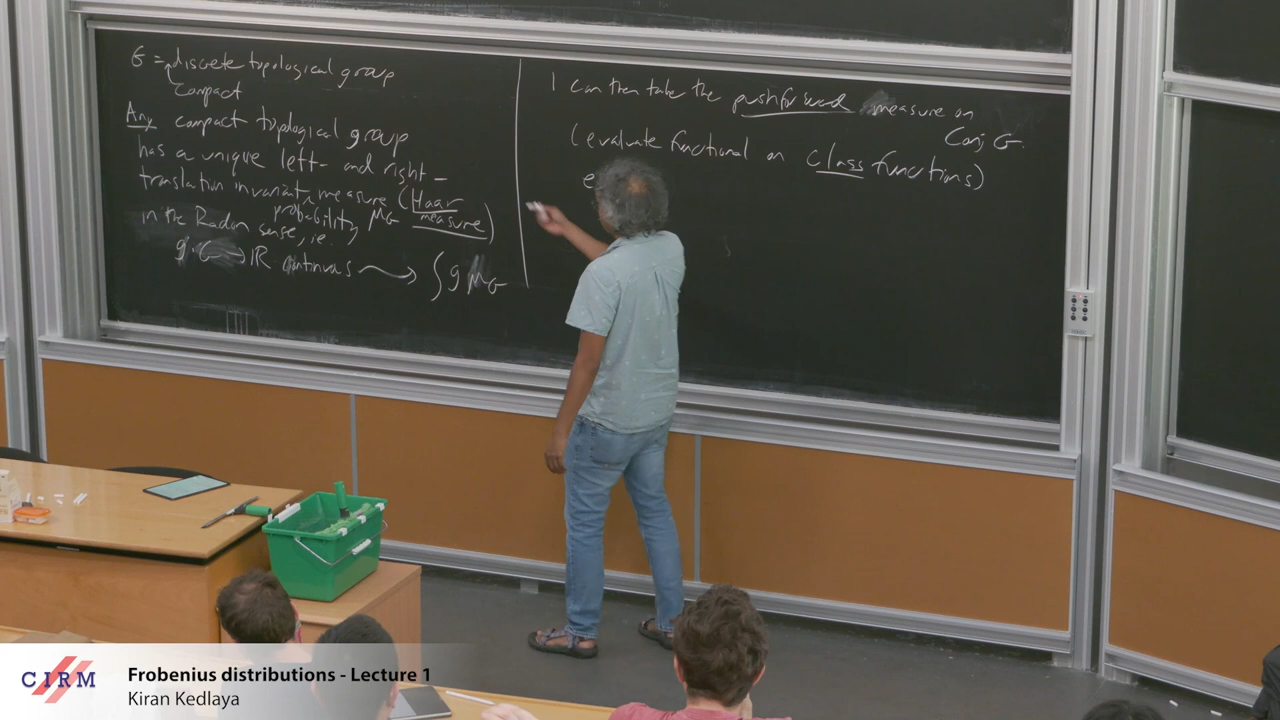 G = discrete topological group
Compact
Any compact topological group
has a unique left- and right-
translation invariant measure (Haar
probability μ_G measure)
in the Radon sense, i.e.
g: G → ℝ continuous ⟿ ∫ g μ_G
I can then take the pushforward measure on
Conj G.
(evaluate functional on class functions)
e
CIRM
Frobenius distributions - Lecture 1
Kiran Kedlaya